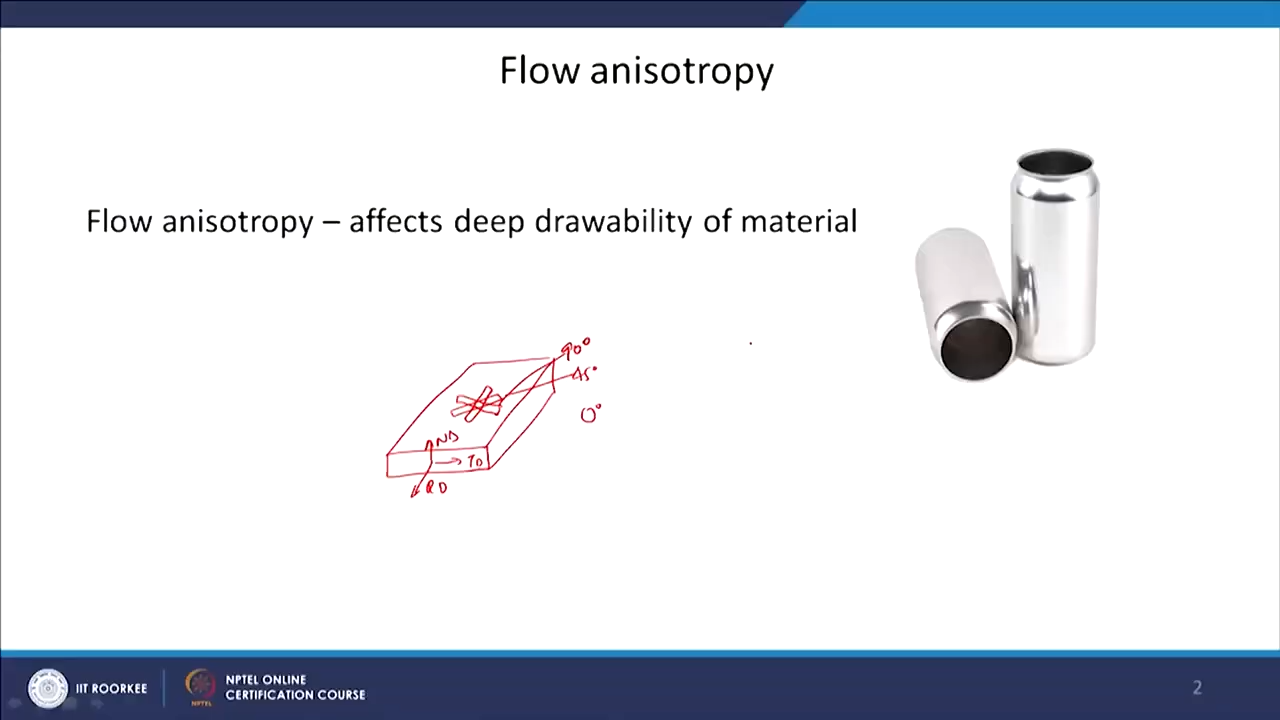 Flow anisotropy
Flow anisotropy – affects deep drawability of material
90°
45°
0°
ND
TD
RD
IIT ROORKEE
NPTEL ONLINE
CERTIFICATION COURSE
NPTEL
2